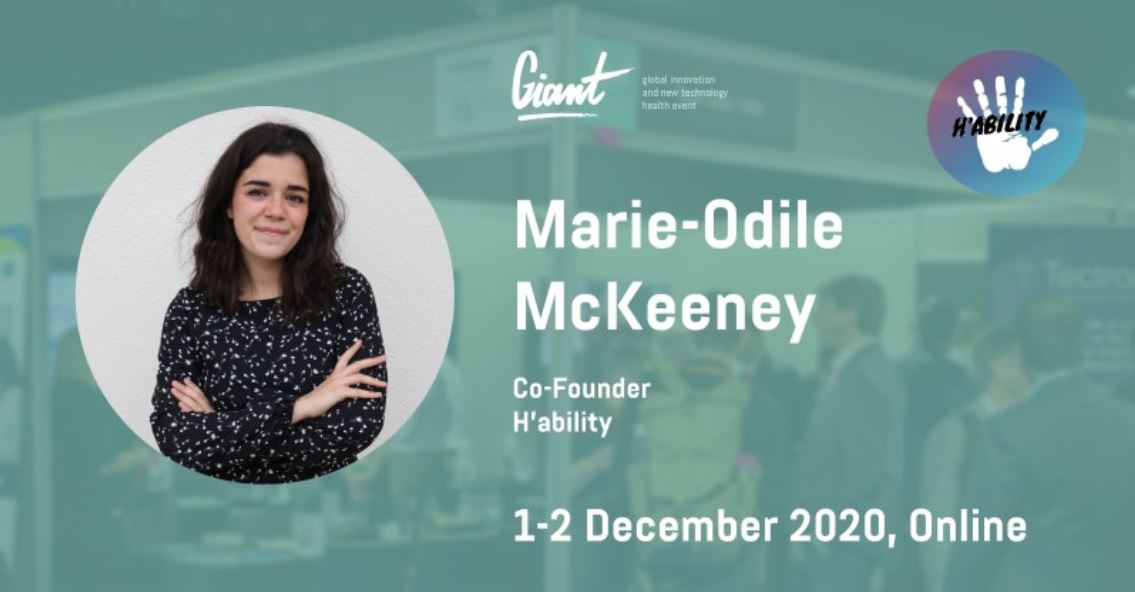 Giant
global innovation
and new technology
health event
H'ABILITY
Marie-Odile
McKeeney
Co-Founder
H'ability
1-2 December 2020, Online